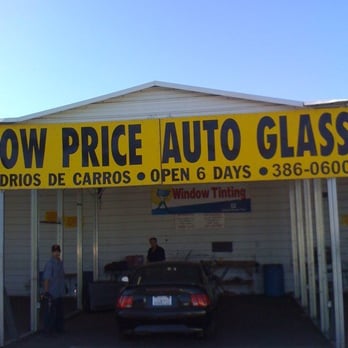 OW PRICE AUTO GLASS
DRIOS DE CARROS • OPEN 6 DAYS • 386-0600
Window Tinting